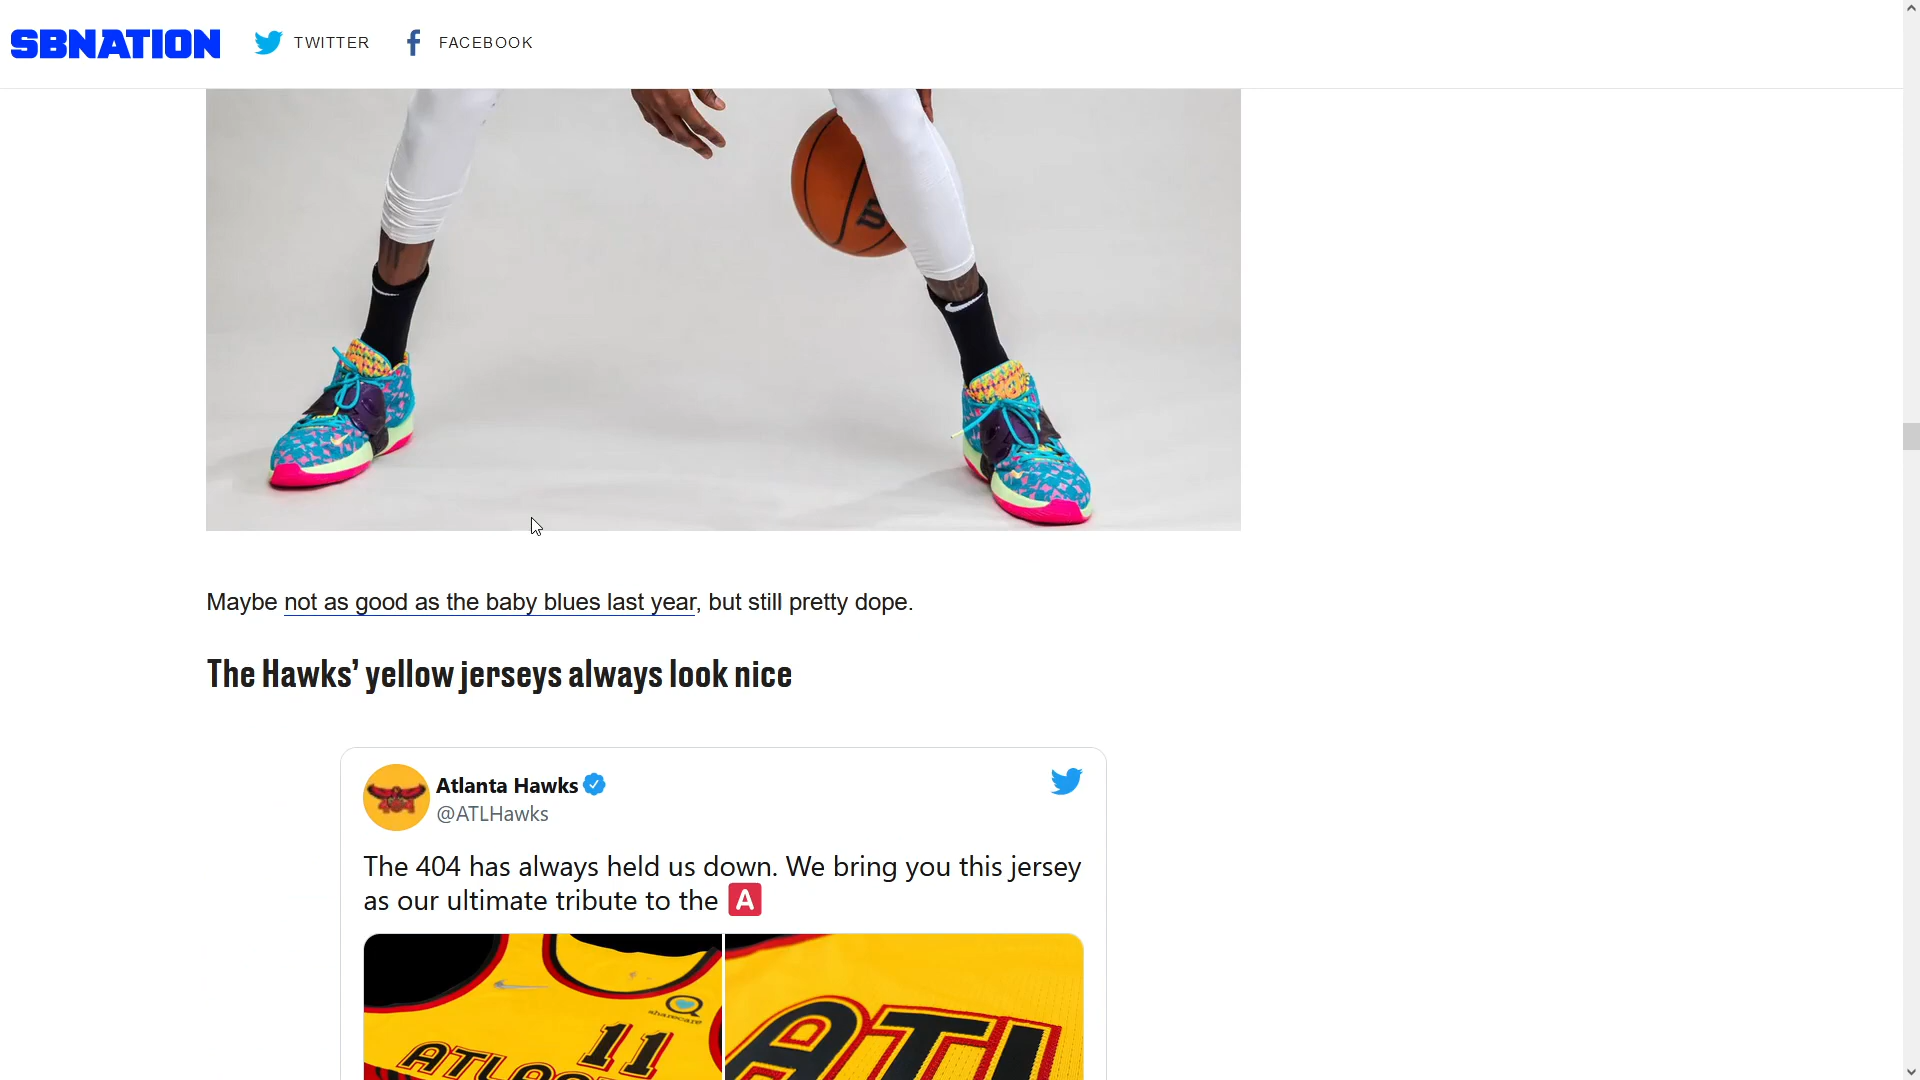 SBNATION TWITTER FACEBOOK
Maybe not as good as the baby blues last year, but still pretty dope.
The Hawks’ yellow jerseys always look nice
Atlanta Hawks
@ATLHawks
The 404 has always held us down. We bring you this jersey
as our ultimate tribute to the 🅰
sharecare
11
ATL